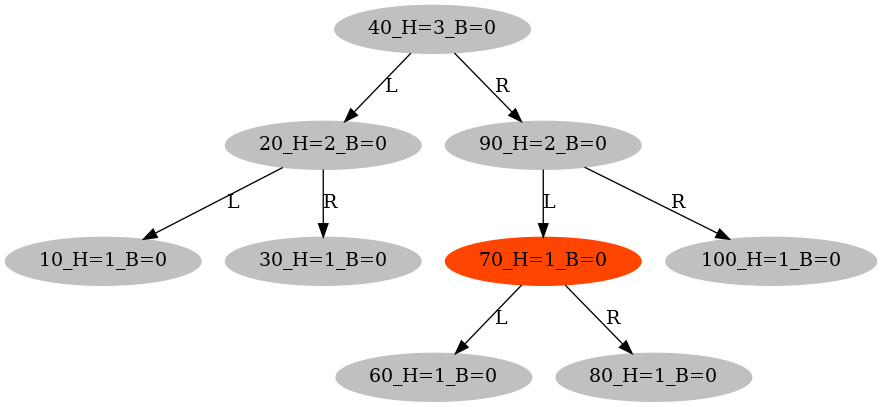 40_H=3_B=0
L
R
20_H=2_B=0
90_H=2_B=0
L
R
L
R
10_H=1_B=0
30_H=1_B=0
70_H=1_B=0
100_H=1_B=0
L
R
60_H=1_B=0
80_H=1_B=0